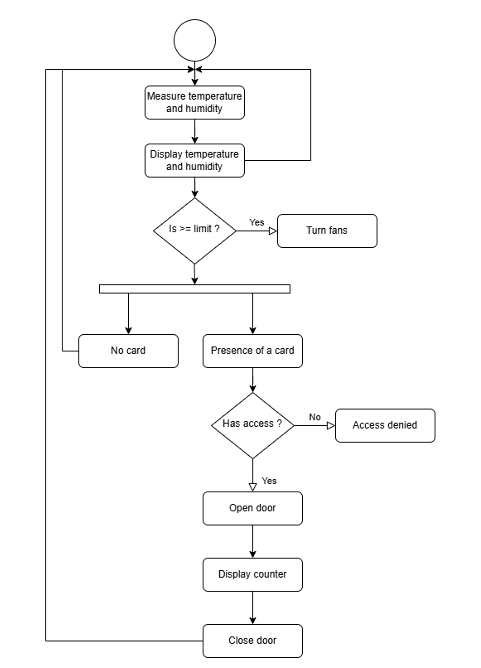 Measure temperature
and humidity
Display temperature
and humidity
Is >= limit ?
Yes
Turn fans
No card
Presence of a card
Has access ?
No
Access denied
Yes
Open door
Display counter
Close door